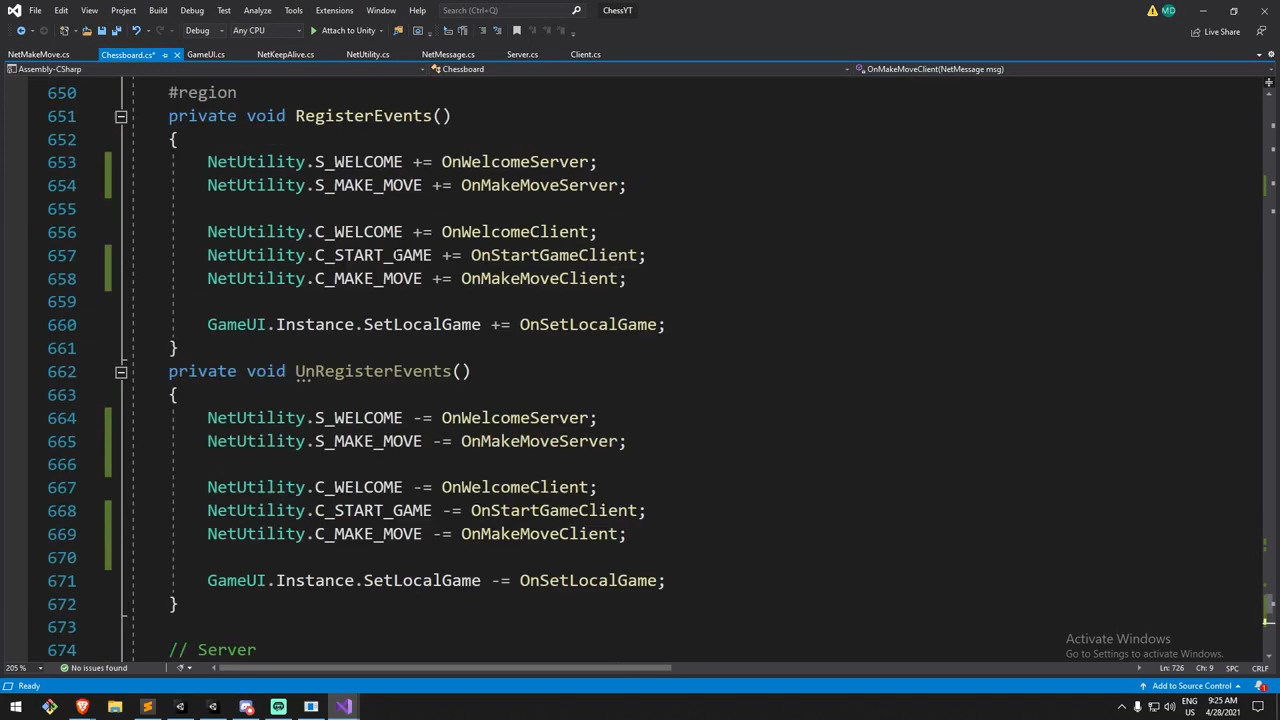 File Edit View Git Project Build Debug Test Analyze Tools Extensions Window Help Search (Ctrl+Q) ChessYT MD
Debug Any CPU Attach to Unity Live Share
NetMakeMove.cs Chessboard.cs* GameUI.cs NetKeepAlive.cs NetUtility.cs NetMessage.cs Server.cs Client.cs
Assembly-CSharp Chessboard OnMakeMoveClient(NetMessage msg)
650 #region
651 private void RegisterEvents()
652 {
653 NetUtility.S_WELCOME += OnWelcomeServer;
654 NetUtility.S_MAKE_MOVE += OnMakeMoveServer;
655
656 NetUtility.C_WELCOME += OnWelcomeClient;
657 NetUtility.C_START_GAME += OnStartGameClient;
658 NetUtility.C_MAKE_MOVE += OnMakeMoveClient;
659
660 GameUI.Instance.SetLocalGame += OnSetLocalGame;
661 }
662 private void UnRegisterEvents()
663 {
664 NetUtility.S_WELCOME -= OnWelcomeServer;
665 NetUtility.S_MAKE_MOVE -= OnMakeMoveServer;
666
667 NetUtility.C_WELCOME -= OnWelcomeClient;
668 NetUtility.C_START_GAME -= OnStartGameClient;
669 NetUtility.C_MAKE_MOVE -= OnMakeMoveClient;
670
671 GameUI.Instance.SetLocalGame -= OnSetLocalGame;
672 }
673
674 // Server
Activate Windows
Go to Settings to activate Windows.
205 % No issues found Ln: 726 Ch: 9 SPC CRLF
Ready Add to Source Control 1
ENG 9:25 AM
US 4/28/2021